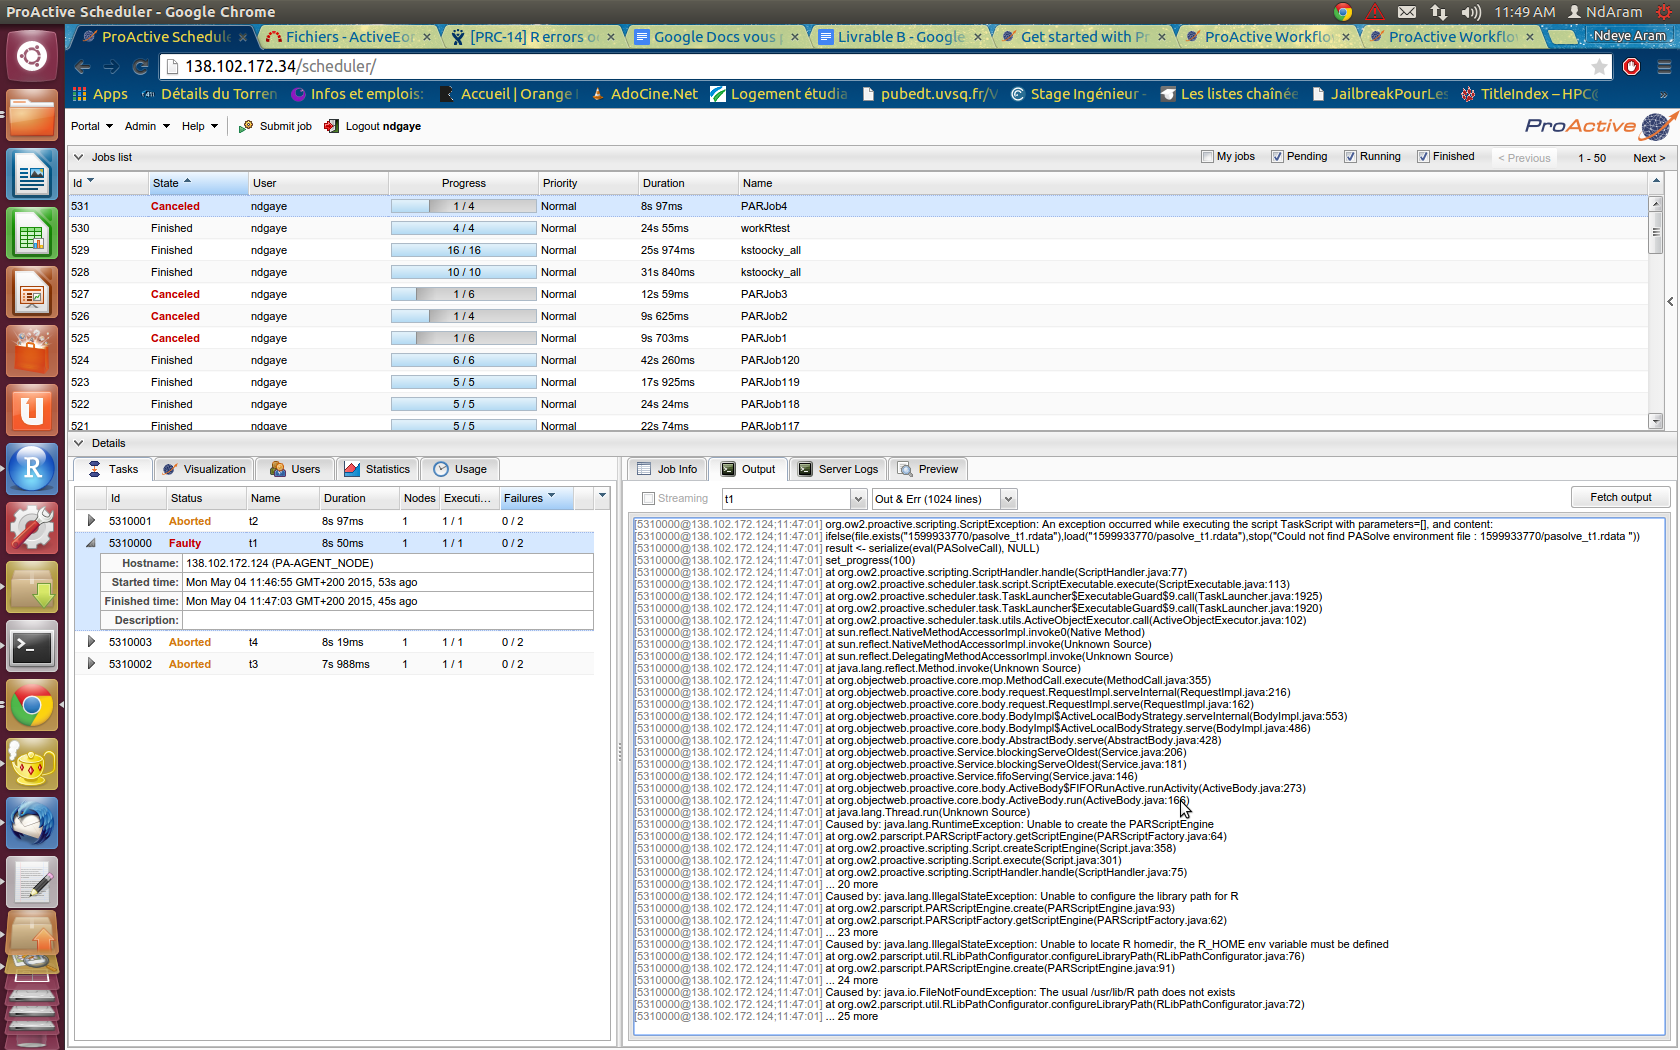 ProActive Scheduler - Google Chrome
11:49 AM NdAram
ProActive Schedule
Fichiers - ActiveEon
[PRC-14] R errors o
Google Docs vous
Livrable B - Google
Get started with Pr
ProActive Workflo
ProActive Workflo
Ndeye Aram
138.102.172.34/scheduler/
Apps
Détails du Torren
Infos et emplois:
Accueil | Orange
AdoCine.Net
Logement étudia
pubedt.uvsq.fr/V
Stage Ingénieur -
Les listes chaînée
JailbreakPourLes
TitleIndex – HPC
»
Portal Admin Help Submit job Logout ndgaye
ProActive
Jobs list My jobs Pending Running Finished < Previous 1 - 50 Next >
Id State User Progress Priority Duration Name
531 Canceled ndgaye 1 / 4 Normal 8s 97ms PARJob4
530 Finished ndgaye 4 / 4 Normal 24s 55ms workRtest
529 Finished ndgaye 16 / 16 Normal 25s 974ms kstoocky_all
528 Finished ndgaye 10 / 10 Normal 31s 840ms kstoocky_all
527 Canceled ndgaye 1 / 6 Normal 12s 59ms PARJob3
526 Canceled ndgaye 1 / 4 Normal 9s 625ms PARJob2
525 Canceled ndgaye 1 / 6 Normal 9s 703ms PARJob1
524 Finished ndgaye 6 / 6 Normal 42s 260ms PARJob120
523 Finished ndgaye 5 / 5 Normal 17s 925ms PARJob119
522 Finished ndgaye 5 / 5 Normal 24s 24ms PARJob118
521 Finished ndgaye 5 / 5 Normal 22s 74ms PARJob117
Details
Tasks Visualization Users Statistics Usage
Id Status Name Duration Nodes Executi... Failures
5310001 Aborted t2 8s 97ms 1 1 / 1 0 / 2
5310000 Faulty t1 8s 50ms 1 1 / 1 0 / 2
Hostname: 138.102.172.124 (PA-AGENT_NODE)
Started time: Mon May 04 11:46:55 GMT+200 2015, 53s ago
Finished time: Mon May 04 11:47:03 GMT+200 2015, 45s ago
Description:
5310003 Aborted t4 8s 19ms 1 1 / 1 0 / 2
5310002 Aborted t3 7s 988ms 1 1 / 1 0 / 2
Job Info Output Server Logs Preview
Streaming t1 Out & Err (1024 lines) Fetch output
[5310000@138.102.172.124;11:47:01] org.ow2.proactive.scripting.ScriptException: An exception occurred while executing the script TaskScript with parameters=[], and content:
[5310000@138.102.172.124;11:47:01] ifelse(file.exists("1599933770/pasolve_t1.rdata"),load("1599933770/pasolve_t1.rdata"),stop("Could not find PASolve environment file : 1599933770/pasolve_t1.rdata "))
[5310000@138.102.172.124;11:47:01] result <- serialize(eval(PASolveCall), NULL)
[5310000@138.102.172.124;11:47:01] set_progress(100)
[5310000@138.102.172.124;11:47:01] at org.ow2.proactive.scripting.ScriptHandler.handle(ScriptHandler.java:77)
[5310000@138.102.172.124;11:47:01] at org.ow2.proactive.scheduler.task.script.ScriptExecutable.execute(ScriptExecutable.java:113)
[5310000@138.102.172.124;11:47:01] at org.ow2.proactive.scheduler.task.TaskLauncher$ExecutableGuard$9.call(TaskLauncher.java:1925)
[5310000@138.102.172.124;11:47:01] at org.ow2.proactive.scheduler.task.TaskLauncher$ExecutableGuard$9.call(TaskLauncher.java:1920)
[5310000@138.102.172.124;11:47:01] at org.ow2.proactive.scheduler.task.utils.ActiveObjectExecutor.call(ActiveObjectExecutor.java:102)
[5310000@138.102.172.124;11:47:01] at sun.reflect.NativeMethodAccessorImpl.invoke0(Native Method)
[5310000@138.102.172.124;11:47:01] at sun.reflect.NativeMethodAccessorImpl.invoke(Unknown Source)
[5310000@138.102.172.124;11:47:01] at sun.reflect.DelegatingMethodAccessorImpl.invoke(Unknown Source)
[5310000@138.102.172.124;11:47:01] at java.lang.reflect.Method.invoke(Unknown Source)
[5310000@138.102.172.124;11:47:01] at org.objectweb.proactive.core.mop.MethodCall.execute(MethodCall.java:355)
[5310000@138.102.172.124;11:47:01] at org.objectweb.proactive.core.body.request.RequestImpl.serveInternal(RequestImpl.java:216)
[5310000@138.102.172.124;11:47:01] at org.objectweb.proactive.core.body.request.RequestImpl.serve(RequestImpl.java:162)
[5310000@138.102.172.124;11:47:01] at org.objectweb.proactive.core.body.BodyImpl$ActiveLocalBodyStrategy.serveInternal(BodyImpl.java:553)
[5310000@138.102.172.124;11:47:01] at org.objectweb.proactive.core.body.BodyImpl$ActiveLocalBodyStrategy.serve(BodyImpl.java:486)
[5310000@138.102.172.124;11:47:01] at org.objectweb.proactive.core.body.AbstractBody.serve(AbstractBody.java:428)
[5310000@138.102.172.124;11:47:01] at org.objectweb.proactive.Service.blockingServeOldest(Service.java:206)
[5310000@138.102.172.124;11:47:01] at org.objectweb.proactive.Service.blockingServeOldest(Service.java:181)
[5310000@138.102.172.124;11:47:01] at org.objectweb.proactive.Service.fifoServing(Service.java:146)
[5310000@138.102.172.124;11:47:01] at org.objectweb.proactive.core.body.ActiveBody$FIFORunActive.runActivity(ActiveBody.java:273)
[5310000@138.102.172.124;11:47:01] at org.objectweb.proactive.core.body.ActiveBody.run(ActiveBody.java:
[5310000@138.102.172.124;11:47:01] at java.lang.Thread.run(Unknown Source)
[5310000@138.102.172.124;11:47:01] Caused by: java.lang.RuntimeException: Unable to create the PARScriptEngine
[5310000@138.102.172.124;11:47:01] at org.ow2.parscript.PARScriptFactory.getScriptEngine(PARScriptFactory.java:64)
[5310000@138.102.172.124;11:47:01] at org.ow2.proactive.scripting.Script.createScriptEngine(Script.java:358)
[5310000@138.102.172.124;11:47:01] at org.ow2.proactive.scripting.Script.execute(Script.java:301)
[5310000@138.102.172.124;11:47:01] at org.ow2.proactive.scripting.ScriptHandler.handle(ScriptHandler.java:75)
[5310000@138.102.172.124;11:47:01] ... 20 more
[5310000@138.102.172.124;11:47:01] Caused by: java.lang.IllegalStateException: Unable to configure the library path for R
[5310000@138.102.172.124;11:47:01] at org.ow2.parscript.PARScriptEngine.create(PARScriptEngine.java:93)
[5310000@138.102.172.124;11:47:01] at org.ow2.parscript.PARScriptFactory.getScriptEngine(PARScriptFactory.java:62)
[5310000@138.102.172.124;11:47:01] ... 23 more
[5310000@138.102.172.124;11:47:01] Caused by: java.lang.IllegalStateException: Unable to locate R homedir, the R_HOME env variable must be defined
[5310000@138.102.172.124;11:47:01] at org.ow2.parscript.util.RLibPathConfigurator.configureLibraryPath(RLibPathConfigurator.java:76)
[5310000@138.102.172.124;11:47:01] at org.ow2.parscript.PARScriptEngine.create(PARScriptEngine.java:91)
[5310000@138.102.172.124;11:47:01] ... 24 more
[5310000@138.102.172.124;11:47:01] Caused by: java.io.FileNotFoundException: The usual /usr/lib/R path does not exists
[5310000@138.102.172.124;11:47:01] at org.ow2.parscript.util.RLibPathConfigurator.configureLibraryPath(RLibPathConfigurator.java:72)
[5310000@138.102.172.124;11:47:01] ... 25 more